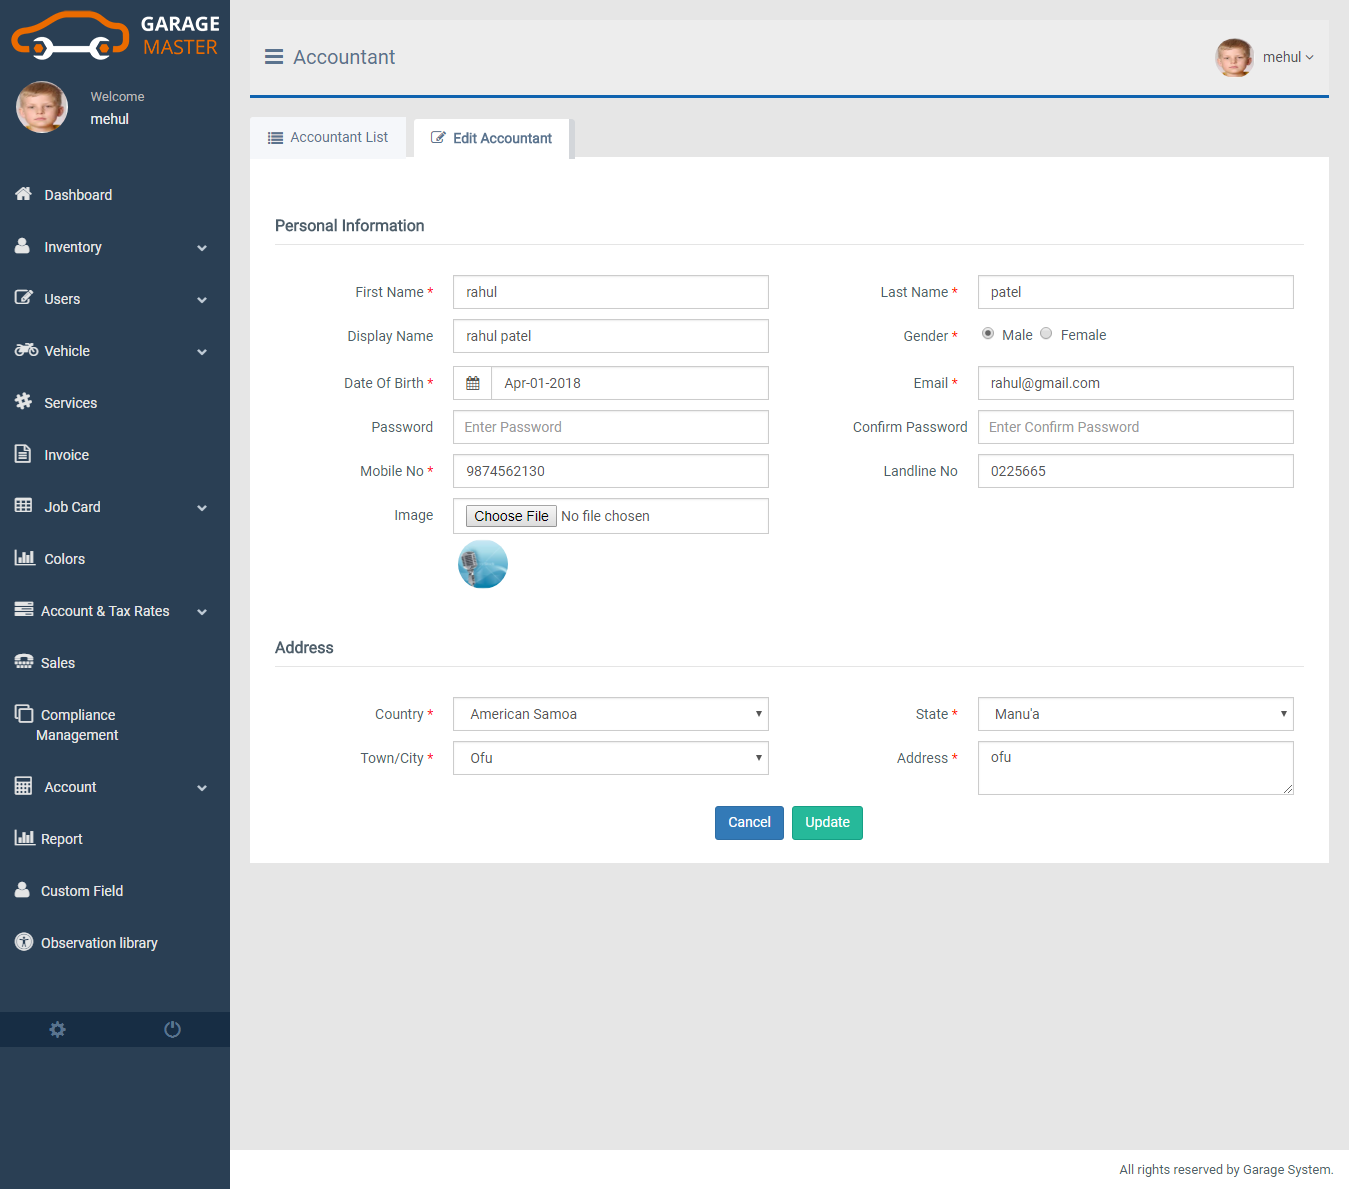 GARAGE
MASTER
Welcome
mehul
Dashboard
Inventory
Users
Vehicle
Services
Invoice
Job Card
Colors
Account & Tax Rates
Sales
Compliance
Management
Account
Report
Custom Field
Observation library
Accountant
mehul
Accountant List
Edit Accountant
Personal Information
First Name * rahul
Last Name * patel
Display Name rahul patel
Gender * Male Female
Date Of Birth * Apr-01-2018
Email * rahul@gmail.com
Password Enter Password
Confirm Password Enter Confirm Password
Mobile No * 9874562130
Landline No 0225665
Image Choose File No file chosen
Address
Country * American Samoa
State * Manu'a
Town/City * Ofu
Address * ofu
Cancel Update
All rights reserved by Garage System.